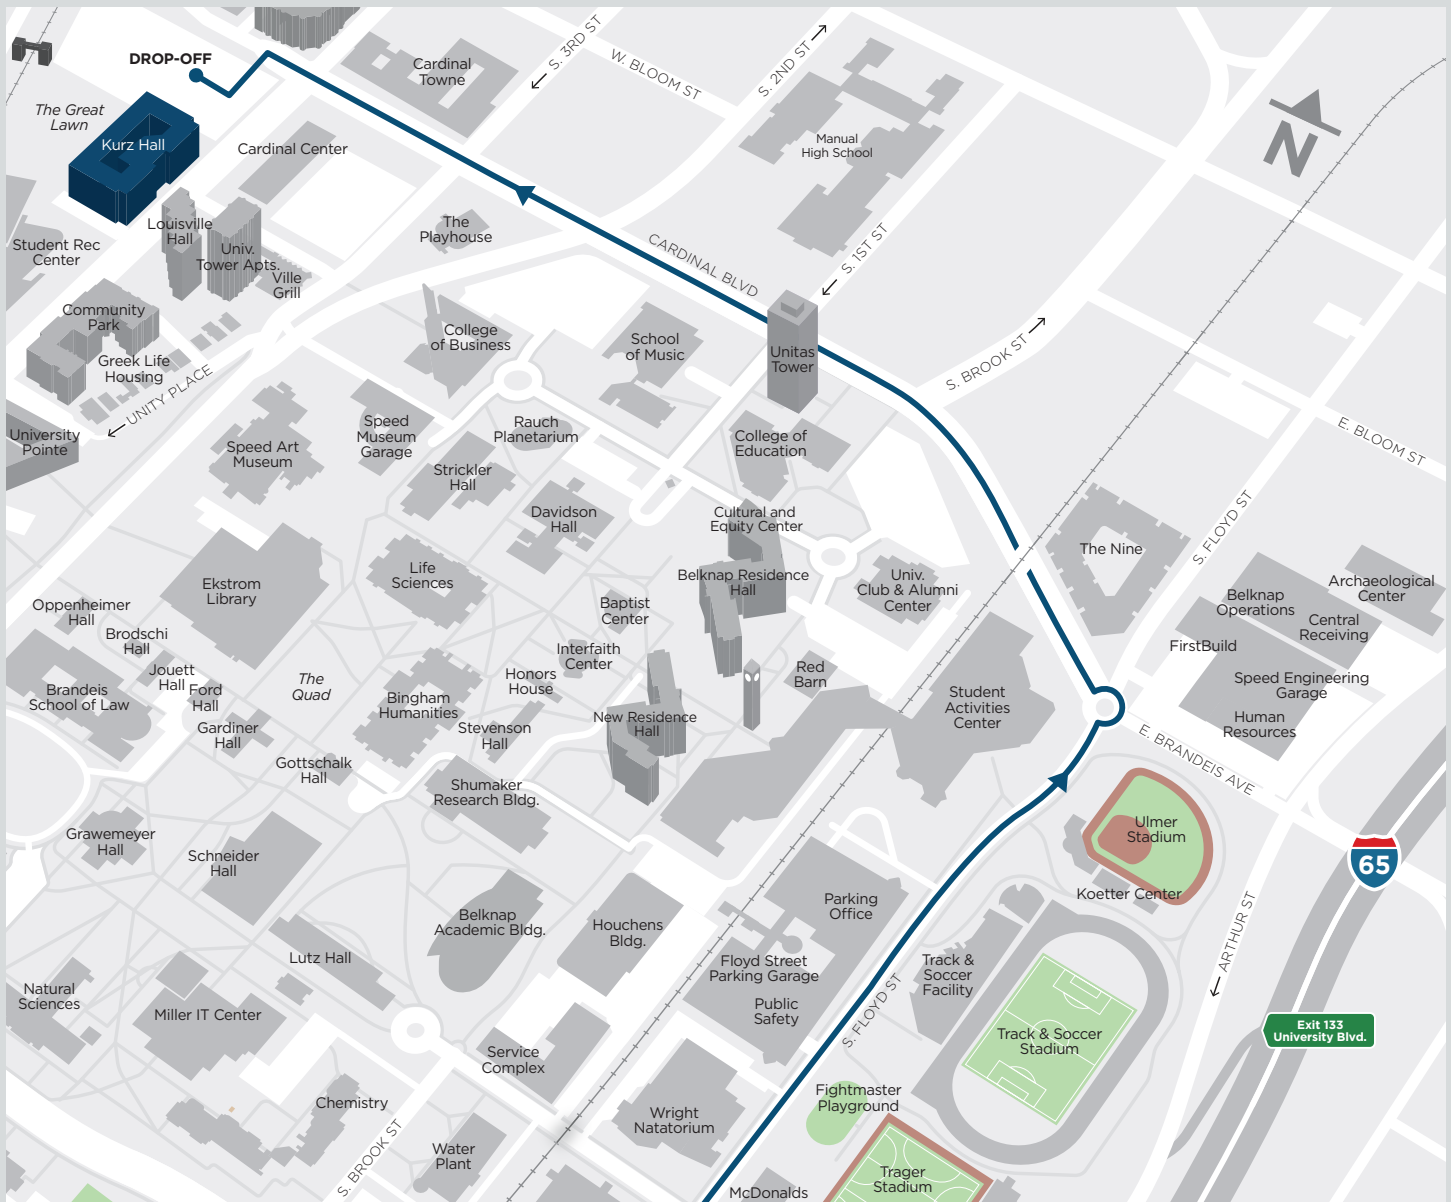 DROP-OFF
The Great
Lawn
Kurz Hall
Cardinal
Towne
S. 3RD ST
W. BLOOM ST
S. 2ND ST
Manual
High School
N
Cardinal Center
Louisville
Hall
Univ.
Tower Apts.
Ville
Grill
The
Playhouse
CARDINAL BLVD
S. 1ST ST
Student Rec
Center
Community
Park
Greek Life
Housing
UNITY PLACE
University
Pointe
College
of Business
School
of Music
Unitas
Tower
S. BROOK ST
E. BLOOM ST
Speed Art
Museum
Speed
Museum
Garage
Rauch
Planetarium
Strickler
Hall
College of
Education
Davidson
Hall
Cultural and
Equity Center
S. FLOYD ST
The Nine
Life
Sciences
Ekstrom
Library
Belknap Residence
Hall
Univ.
Club & Alumni
Center
Belknap
Operations
Archaeological
Center
Central
Receiving
FirstBuild
Speed Engineering
Garage
Human
Resources
Oppenheimer
Hall
Brodschi
Hall
Jouett
Hall
Ford
Hall
Brandeis
School of Law
Gardiner
Hall
Gottschalk
Hall
The
Quad
Baptist
Center
Interfaith
Center
Honors
House
Bingham
Humanities
Stevenson
Hall
New Residence
Hall
Red
Barn
Student
Activities
Center
E. BRANDEIS AVE
Shumaker
Research Bldg.
Ulmer
Stadium
Koetter Center
65
Grawemeyer
Hall
Schneider
Hall
Belknap
Academic Bldg.
Houchens
Bldg.
Parking
Office
Floyd Street
Parking Garage
Public
Safety
S. FLOYD ST
Track &
Soccer
Facility
ARTHUR ST
Track & Soccer
Stadium
Exit 133
University Blvd.
Lutz Hall
Natural
Sciences
Miller IT Center
Service
Complex
Chemistry
S. BROOK ST
Water
Plant
Wright
Natatorium
Fightmaster
Playground
Trager
Stadium
McDonalds